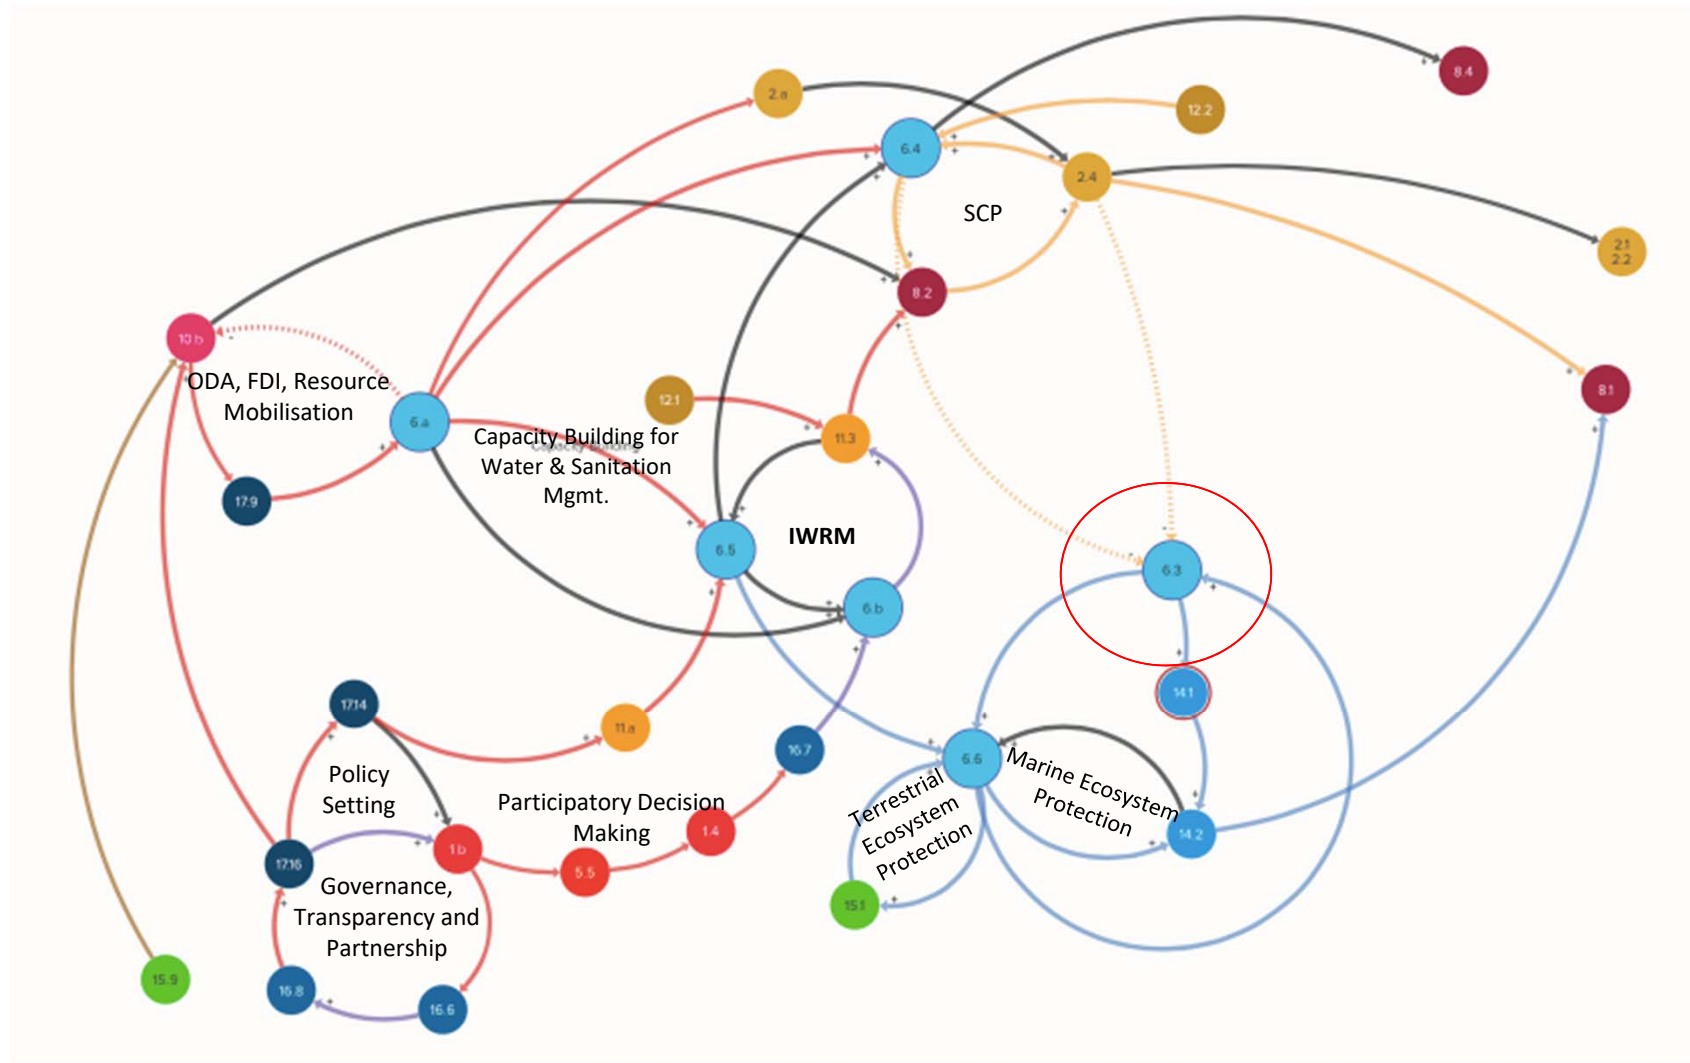 8.4
2.a
12.2
6.4
2.4
SCP
2.1
2.2
8.2
10.b
ODA, FDI, Resource
Mobilisation
8.1
12.1
6.a
11.3
Capacity Building for
Capacity Building
Water & Sanitation
Mgmt.
17.9
IWRM
6.5
6.3
6.b
14.1
17.14
11.a
16.7
6.6
Marine Ecosystem
Protection
Policy
Setting
Terrestrial
Ecosystem
Protection
Participatory Decision
Making
1.4
14.2
1.b
17.16
5.5
Governance,
Transparency and
Partnership
15.1
15.9
16.8
16.6